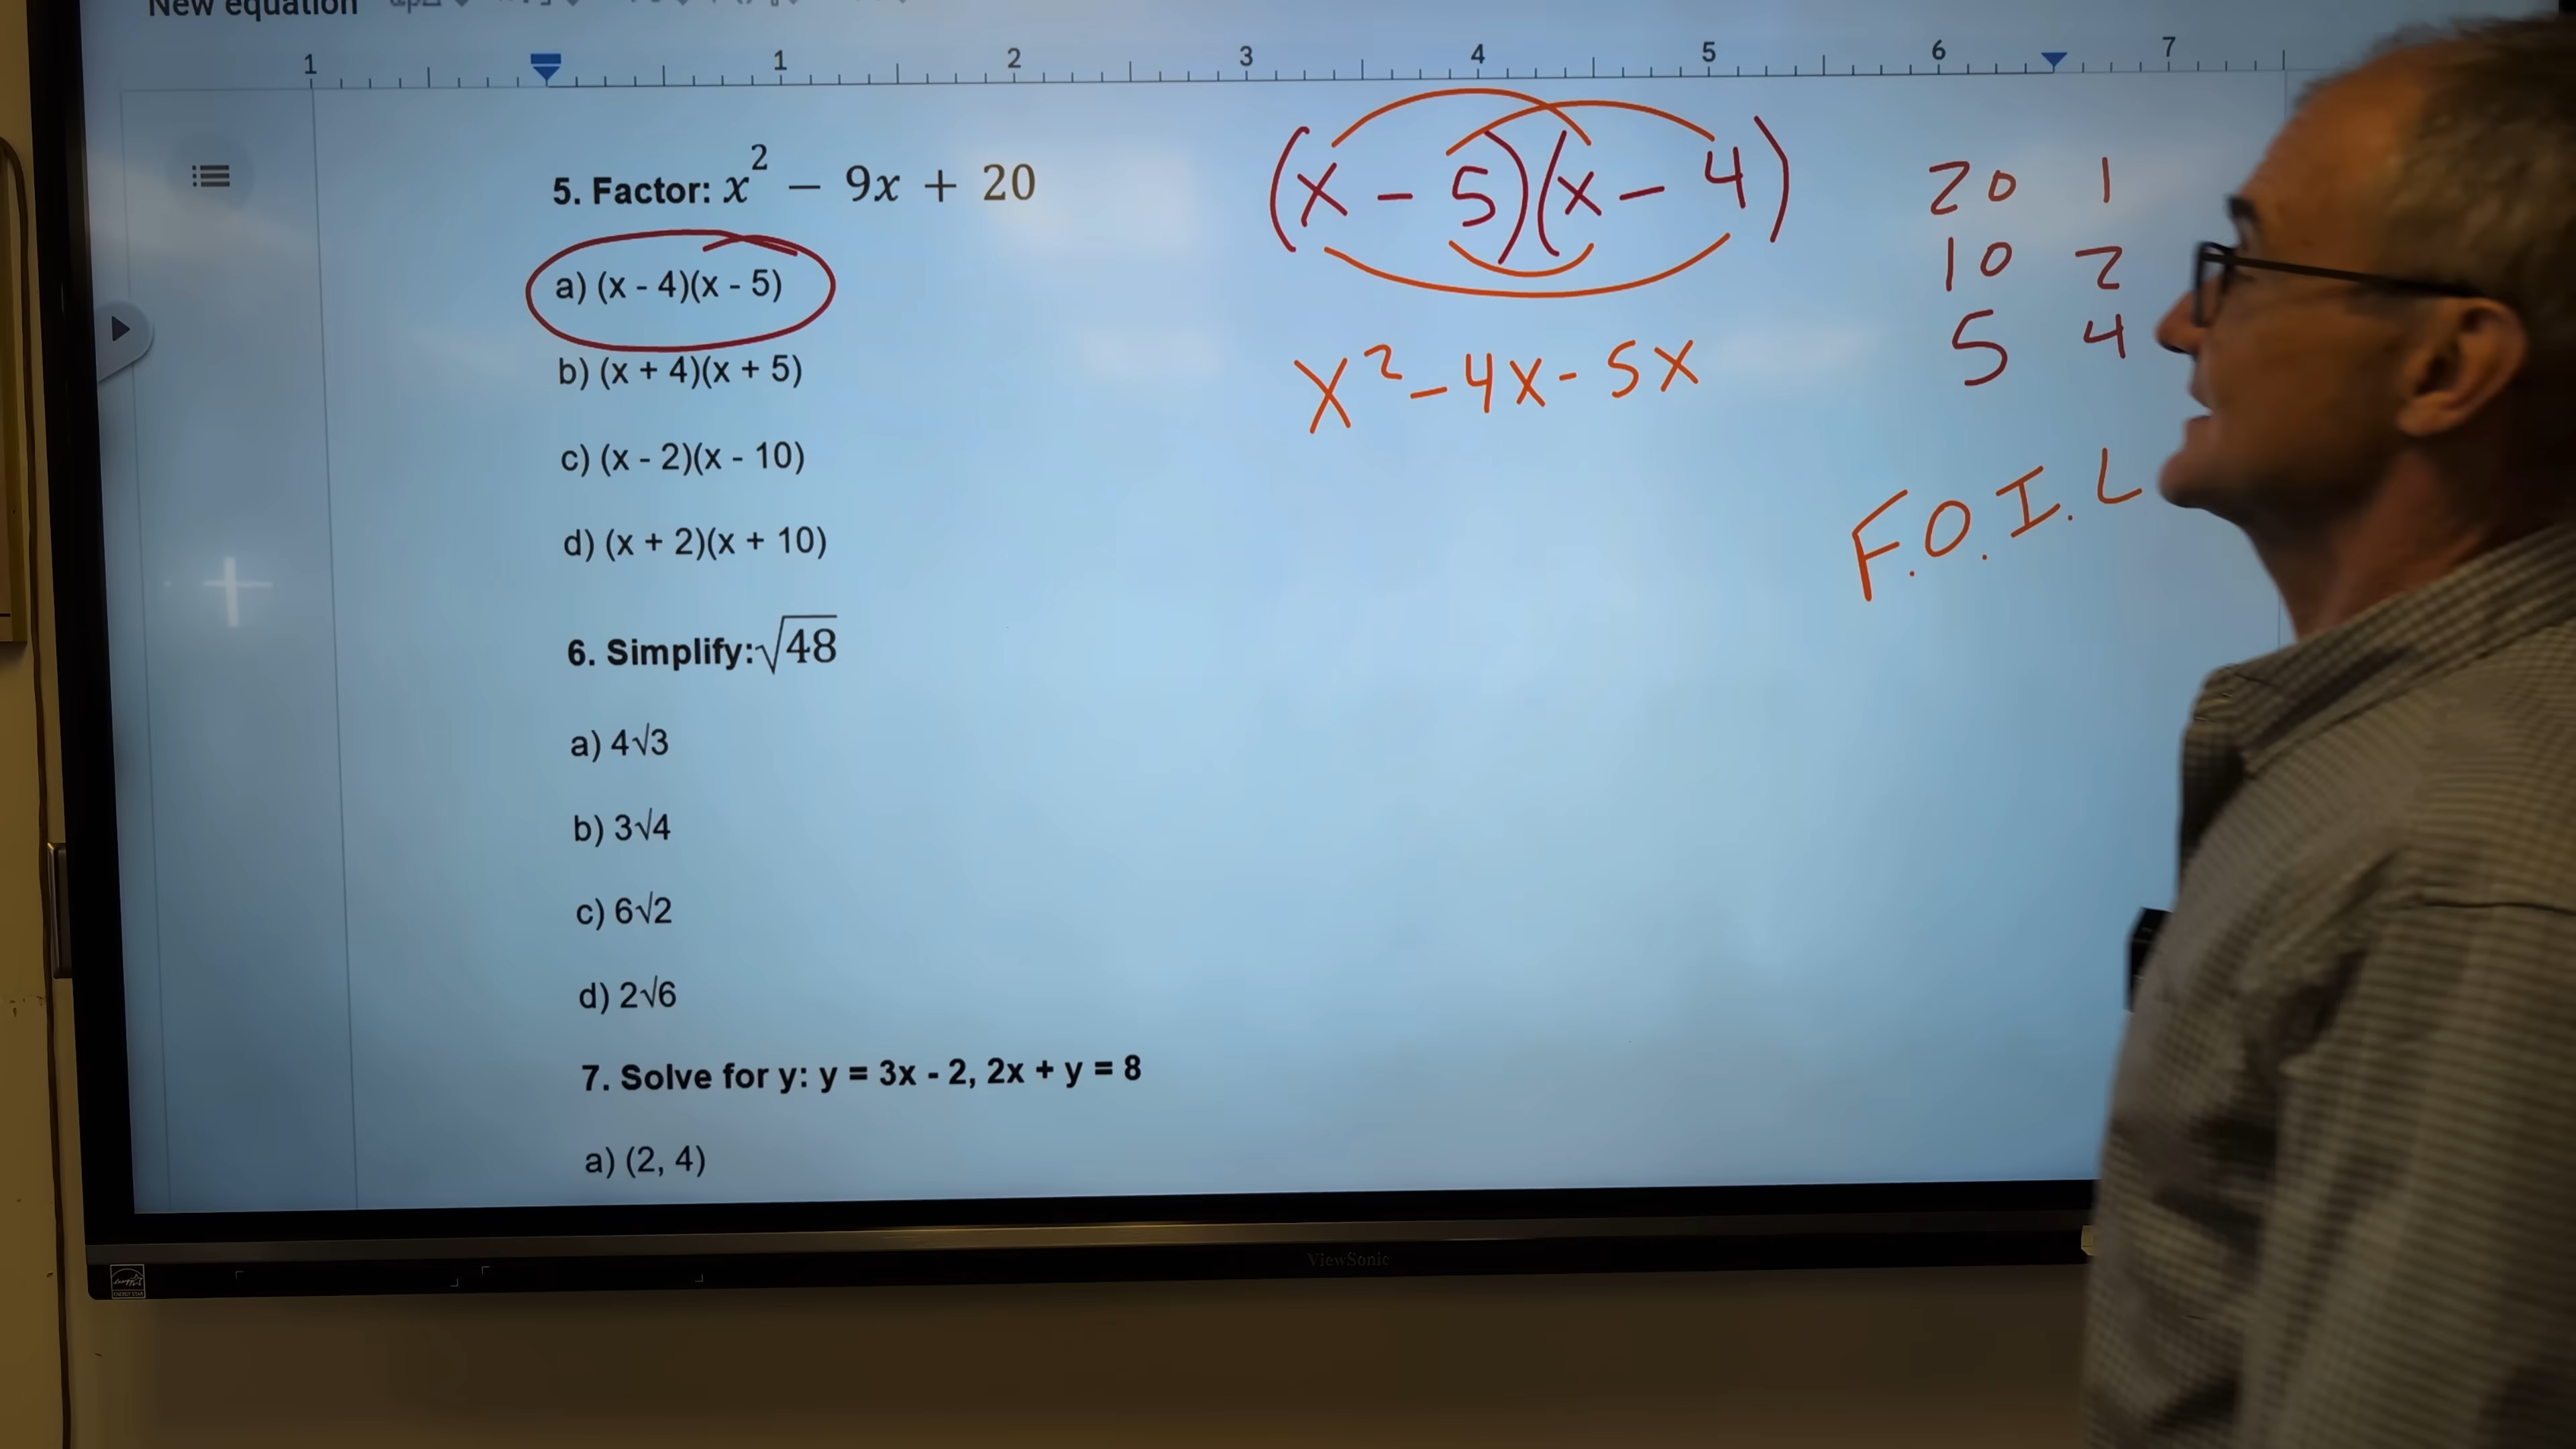 New equation
1 1 2 3 4 5 6 7
5. Factor: x² − 9x + 20
a) (x - 4)(x - 5)
b) (x + 4)(x + 5)
c) (x - 2)(x - 10)
d) (x + 2)(x + 10)
6. Simplify:√48
a) 4√3
b) 3√4
c) 6√2
d) 2√6
7. Solve for y: y = 3x - 2, 2x + y = 8
a) (2, 4)
(x - 5)(x - 4)
x² - 4x - 5x
20 1
10 2
5 4
F.O.I.L
ViewSonic
ENERGY STAR